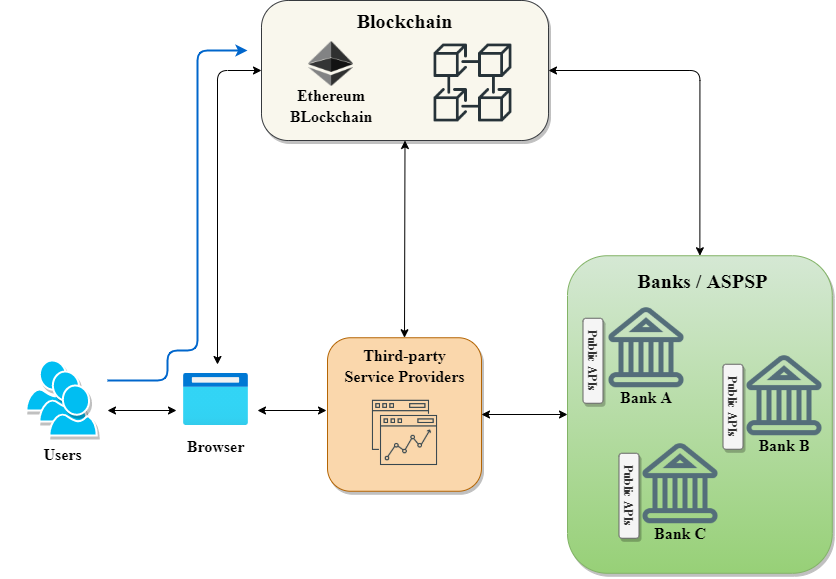 Blockchain
Ethereum
BLockchain
Banks / ASPSP
Public APIs
Bank A
Public APIs
Bank B
Public APIs
Bank C
Third-party
Service Providers
Browser
Users